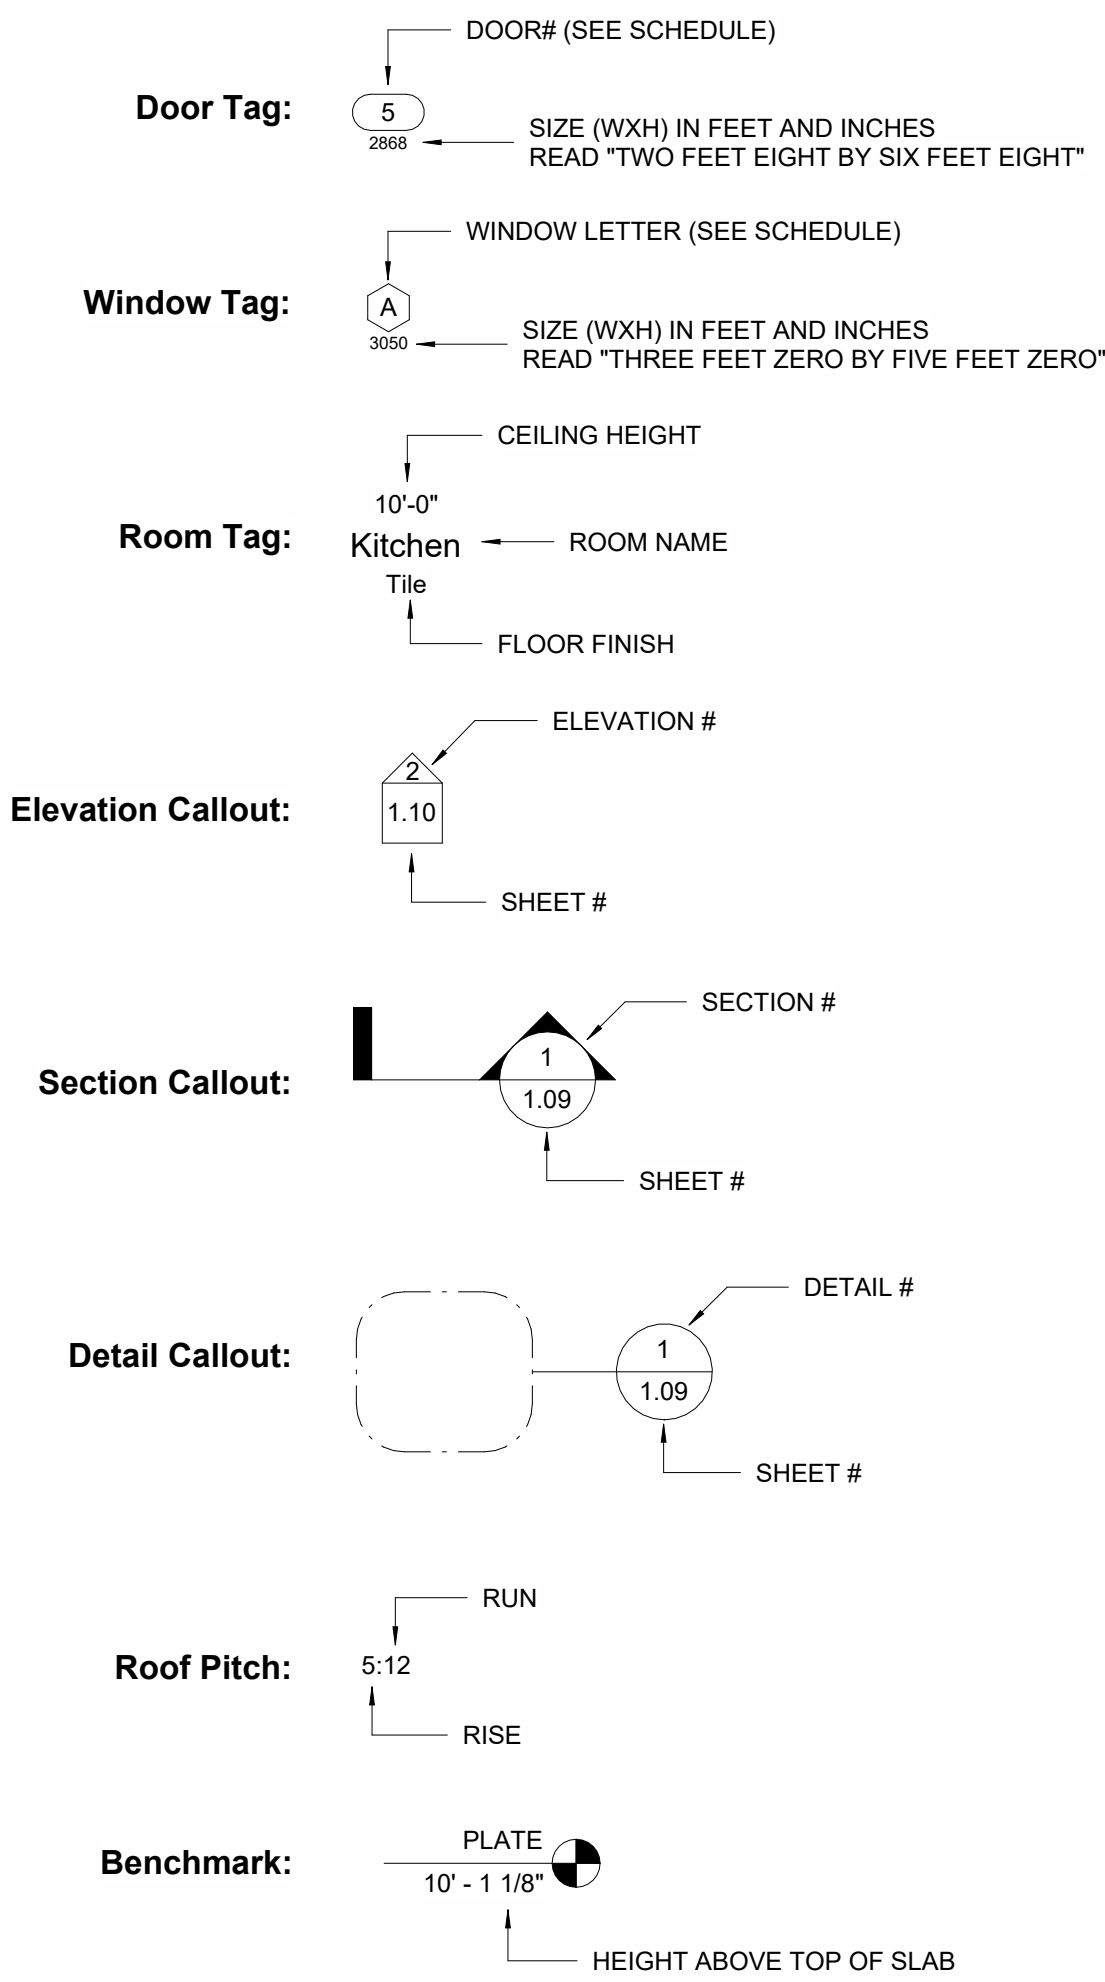 DOOR# (SEE SCHEDULE)
Door Tag:
5
2868
SIZE (WXH) IN FEET AND INCHES
READ "TWO FEET EIGHT BY SIX FEET EIGHT"
WINDOW LETTER (SEE SCHEDULE)
Window Tag:
A
3050
SIZE (WXH) IN FEET AND INCHES
READ "THREE FEET ZERO BY FIVE FEET ZERO"
CEILING HEIGHT
10'-0"
Room Tag:
Kitchen
ROOM NAME
Tile
FLOOR FINISH
ELEVATION #
2
Elevation Callout:
1.10
SHEET #
SECTION #
1
Section Callout:
1.09
SHEET #
DETAIL #
1
Detail Callout:
1.09
SHEET #
RUN
Roof Pitch:
5:12
RISE
PLATE
Benchmark:
10' - 1 1/8"
HEIGHT ABOVE TOP OF SLAB